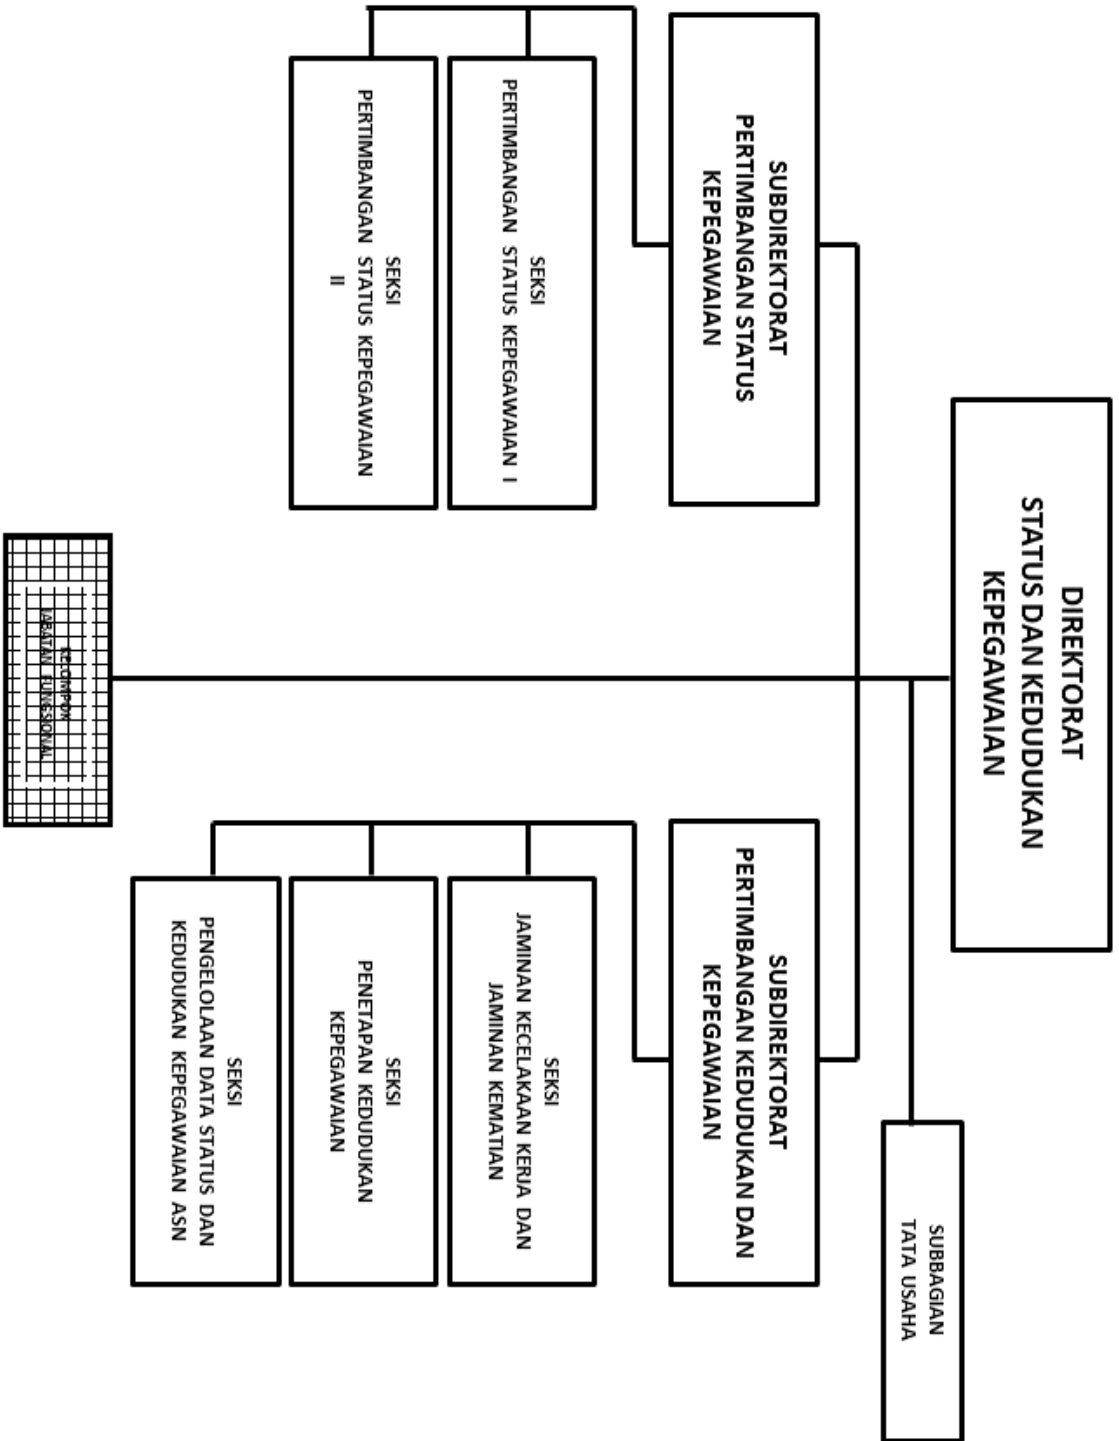 DIREKTORAT
STATUS DAN KEDUDUKAN
KEPEGAWAIAN
SUBBAGIAN
TATA USAHA
SUBDIREKTORAT
PERTIMBANGAN STATUS
KEPEGAWAIAN
SUBDIREKTORAT
PERTIMBANGAN KEDUDUKAN DAN
KEPEGAWAIAN
SEKSI
PERTIMBANGAN STATUS KEPEGAWAIAN I
SEKSI
PERTIMBANGAN STATUS KEPEGAWAIAN
II
SEKSI
JAMINAN KECELAKAAN KERJA DAN
JAMINAN KEMATIAN
SEKSI
PENETAPAN KEDUDUKAN
KEPEGAWAIAN
SEKSI
PENGELOLAAN DATA STATUS DAN
KEDUDUKAN KEPEGAWAIAN ASN
KELOMPOK
JABATAN FUNGSIONAL